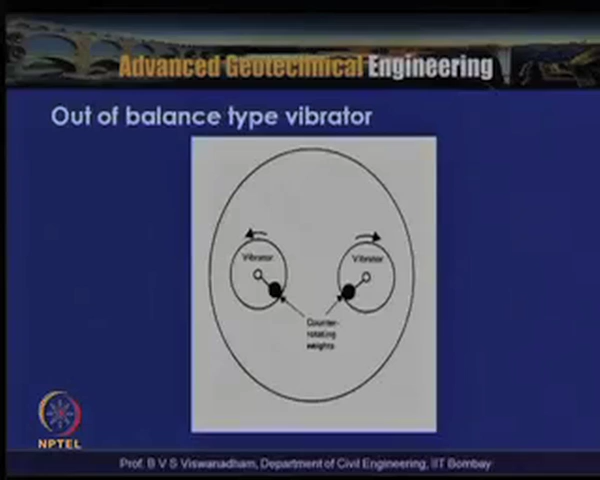 Advanced Geotechnical Engineering
Out of balance type vibrator
Vibrator
Vibrator
Counter-
rotating
weights
NPTEL
Prof. B V S Viswanadham, Department of Civil Engineering, IIT Bombay